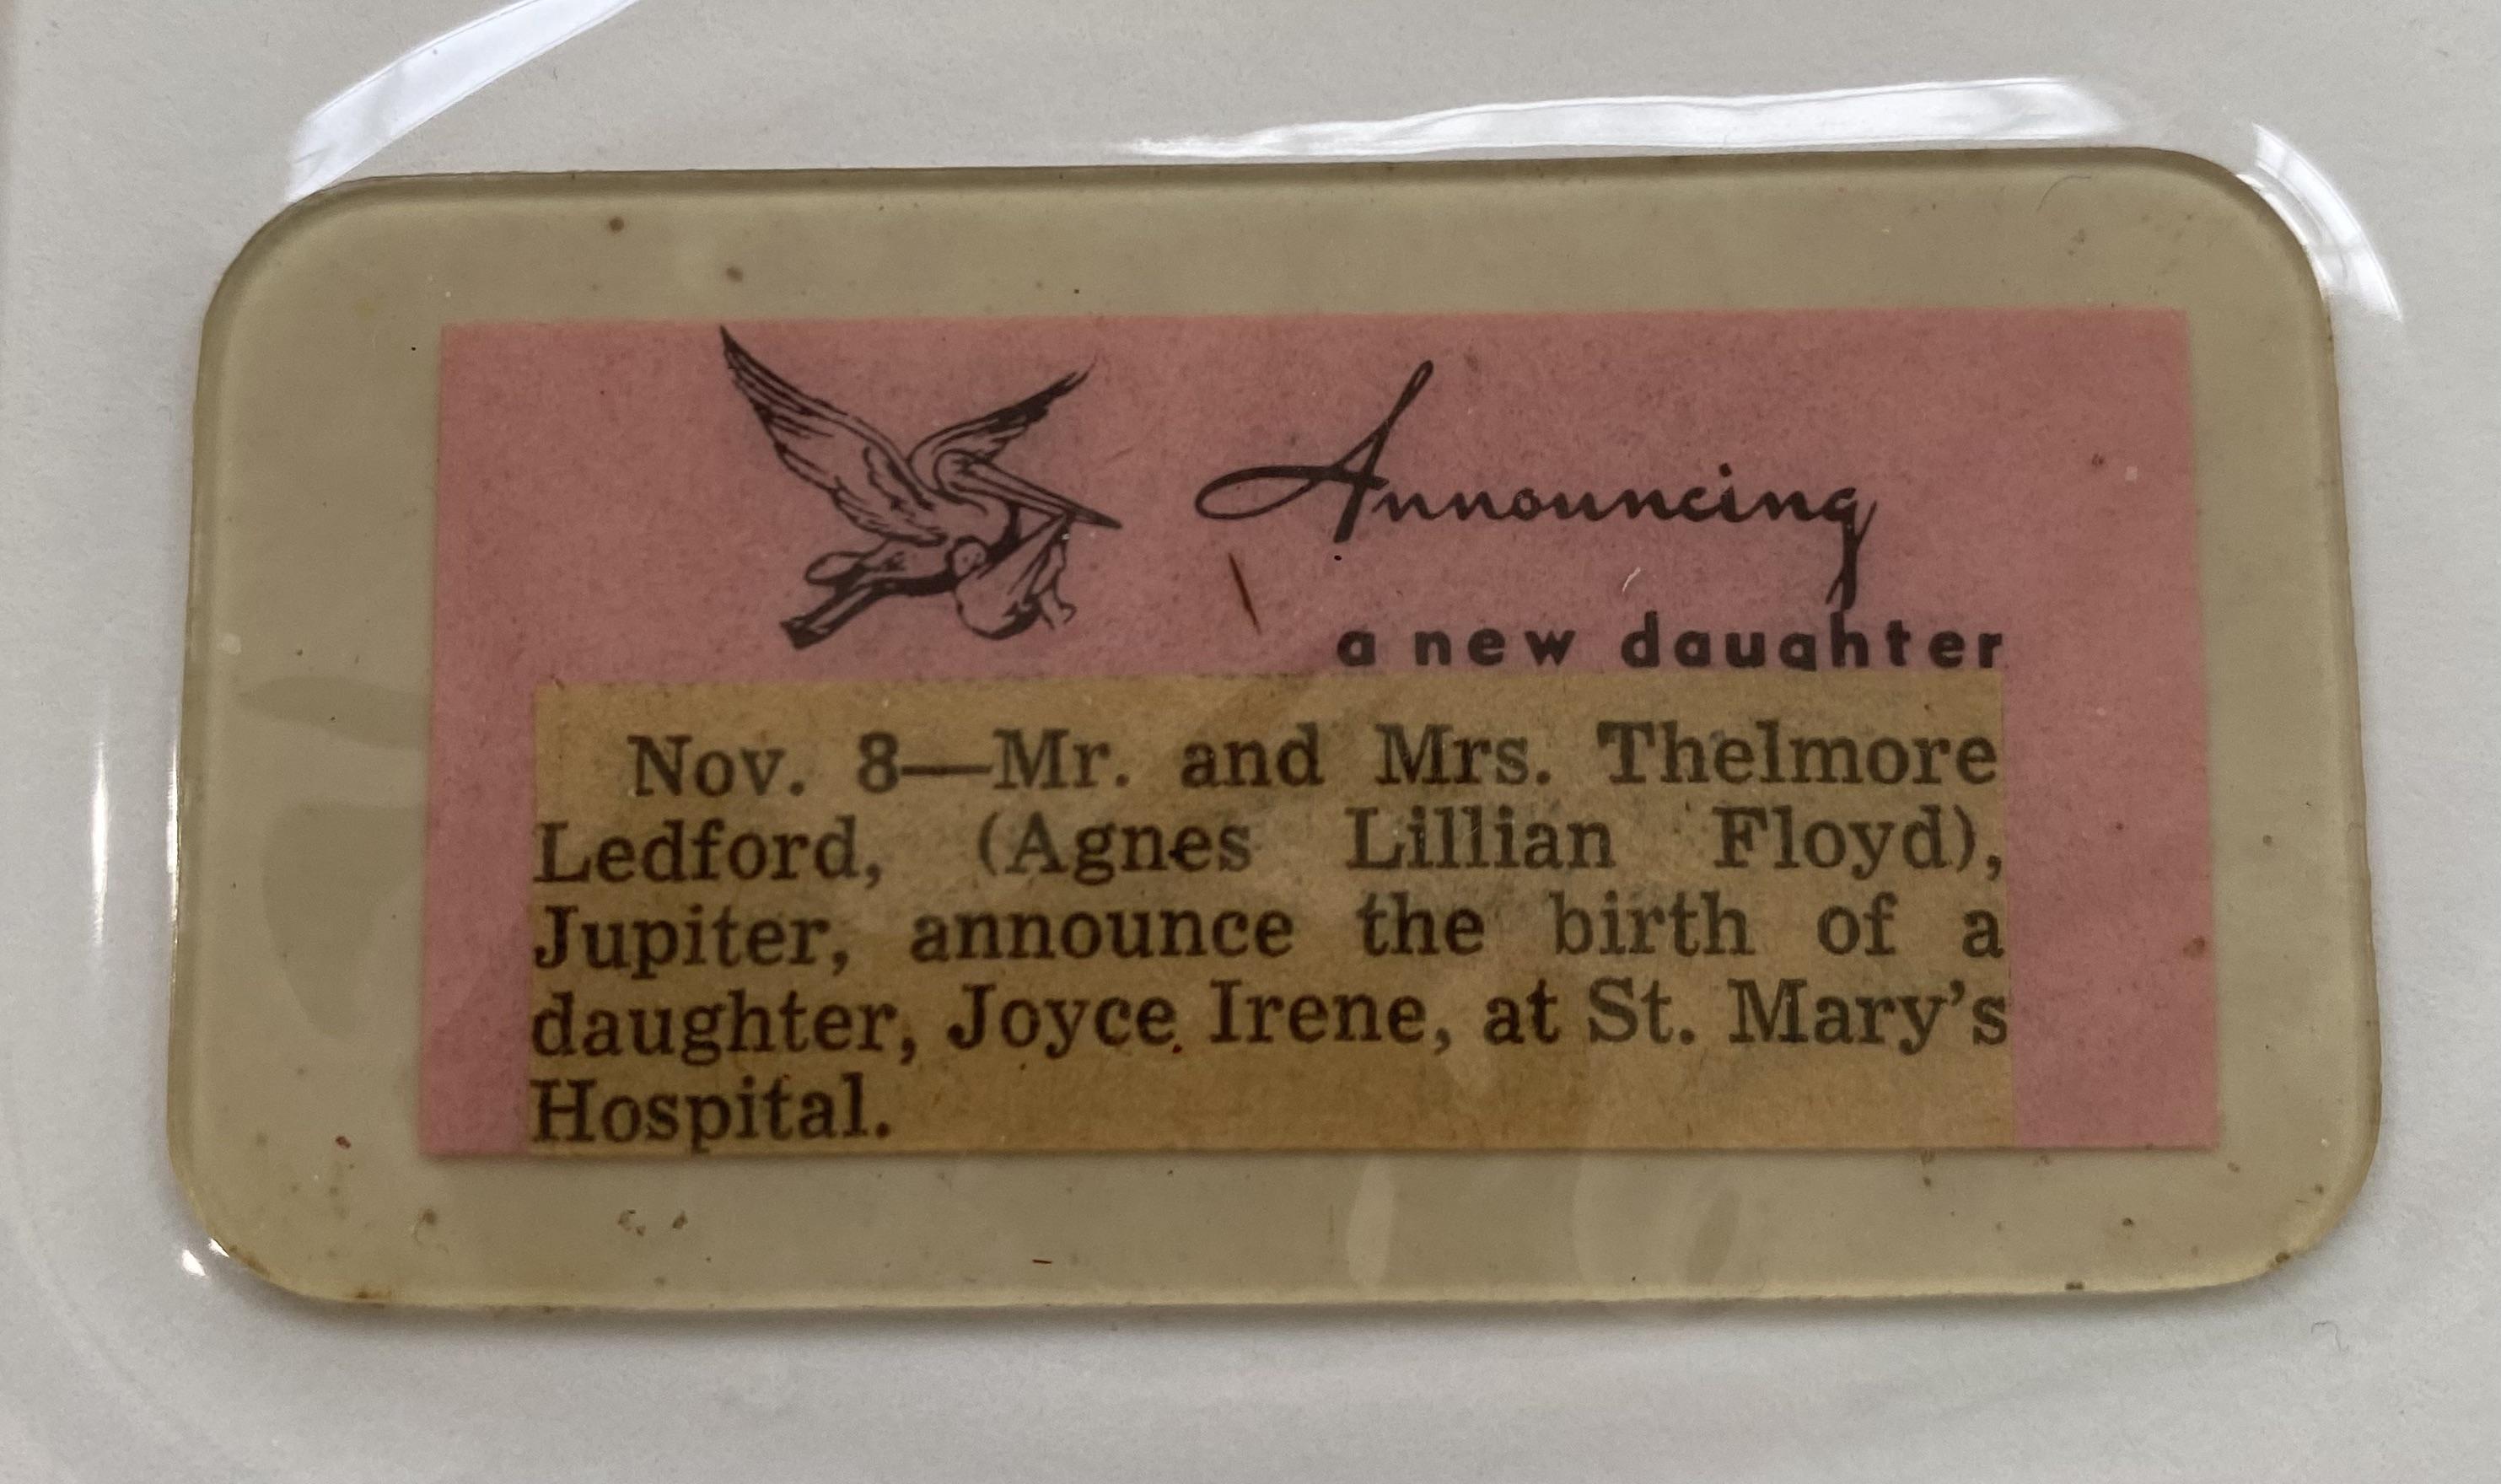 Announcing
a new daughter
Nov. 8—Mr. and Mrs. Thelmore
Ledford, (Agnes Lillian Floyd),
Jupiter, announce the birth of a
daughter, Joyce Irene, at St. Mary's
Hospital.